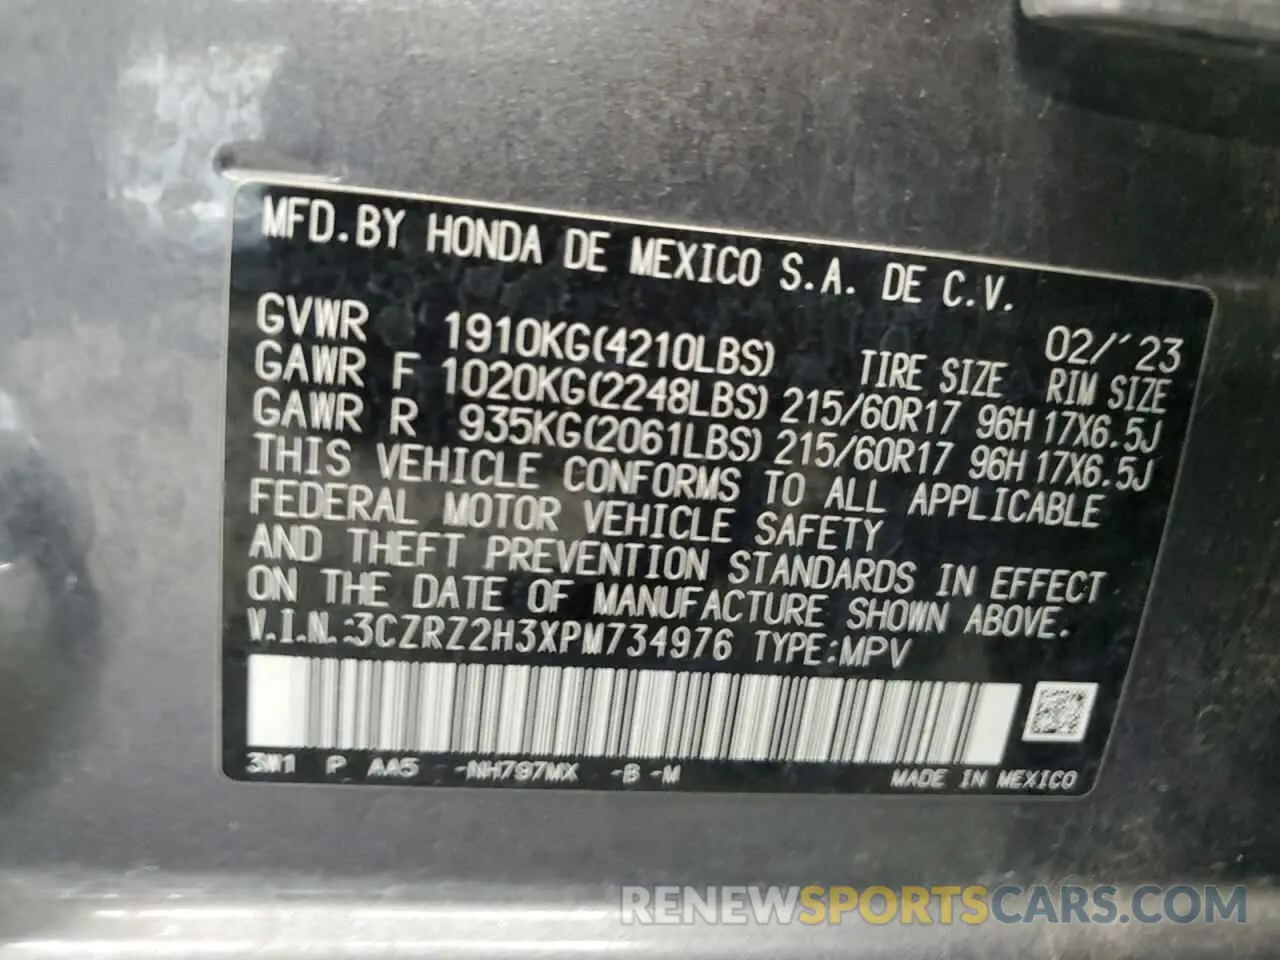 MFD.BY HONDA DE MEXICO S.A. DE C.V.
02/´23
GVWR 1910KG(4210LBS) TIRE SIZE RIM SIZE
GAWR F 1020KG(2248LBS) 215/60R17 96H 17X6.5J
GAWR R 935KG(2061LBS) 215/60R17 96H 17X6.5J
THIS VEHICLE CONFORMS TO ALL APPLICABLE
FEDERAL MOTOR VEHICLE SAFETY
AND THEFT PREVENTION STANDARDS IN EFFECT
ON THE DATE OF MANUFACTURE SHOWN ABOVE.
V.I.N.:3CZRZ2H3XPM734976 TYPE:MPV
3W1 P AA5 -NH797MX -B -M MADE IN MEXICO
RENEWSPORTSCARS.COM